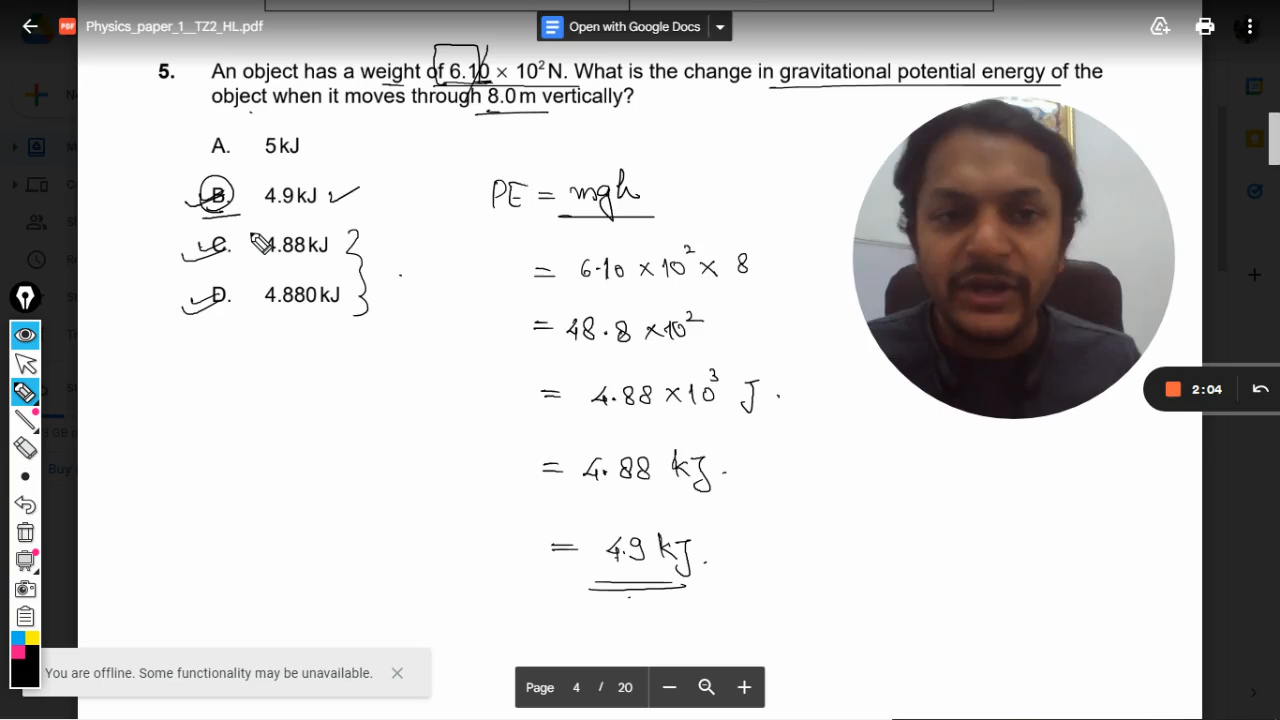 Physics_paper_1__TZ2_HL.pdf
Open with Google Docs
5. An object has a weight of 6.10 × 10² N. What is the change in gravitational potential energy of the
object when it moves through 8.0 m vertically?
A. 5 kJ
B. 4.9 kJ
C. 4.88 kJ
D. 4.880 kJ
PE = mgh
= 6.10 × 10² × 8
= 48.8 × 10²
= 4.88 × 10³ J.
= 4.88 kJ.
= 4.9 kJ.
2:04
You are offline. Some functionality may be unavailable.
Page 4 / 20